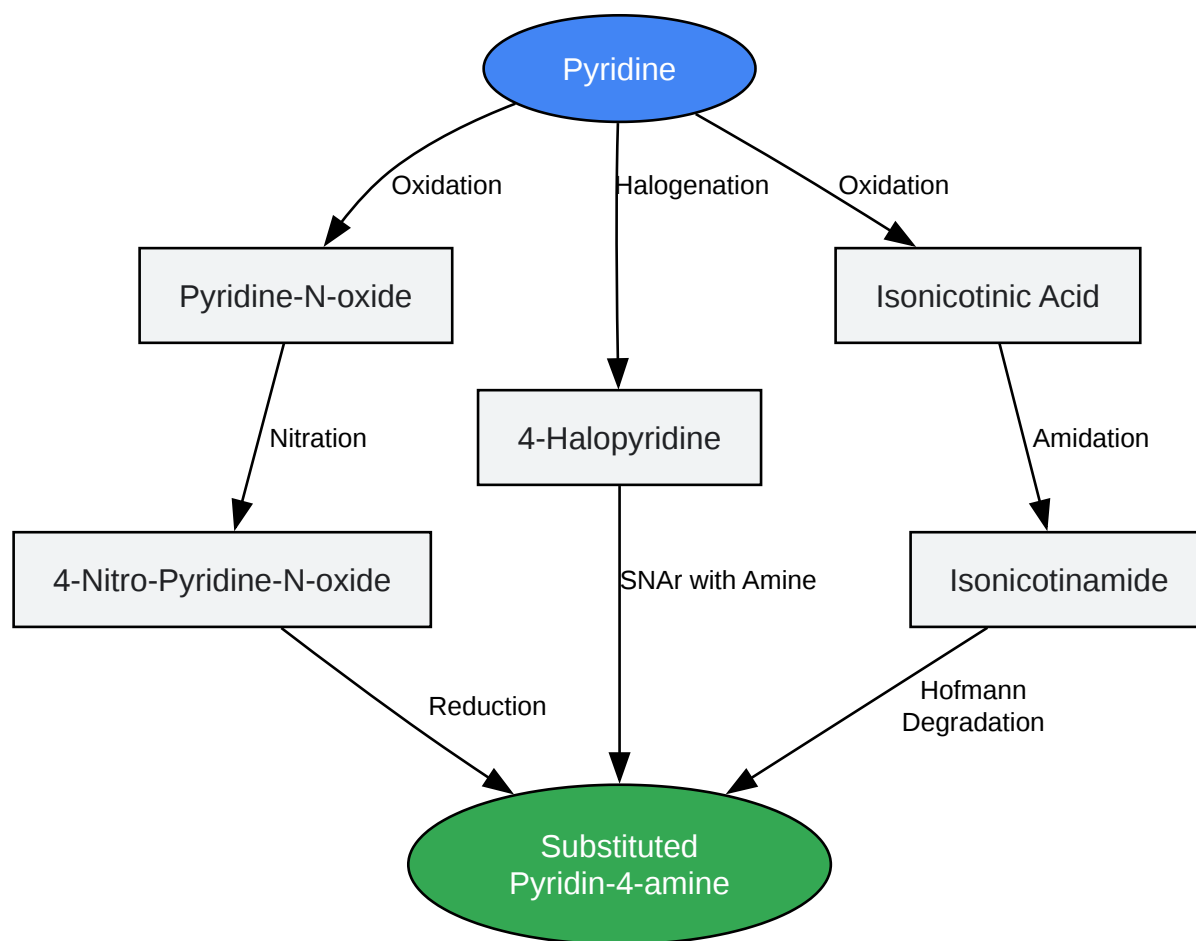 Pyridine
Oxidation
Halogenation
Oxidation
Pyridine-N-oxide
Isonicotinic Acid
4-Halopyridine
Nitration
Amidation
4-Nitro-Pyridine-N-oxide
SNAr with Amine
Isonicotinamide
Reduction
Hofmann
Degradation
Substituted
Pyridin-4-amine